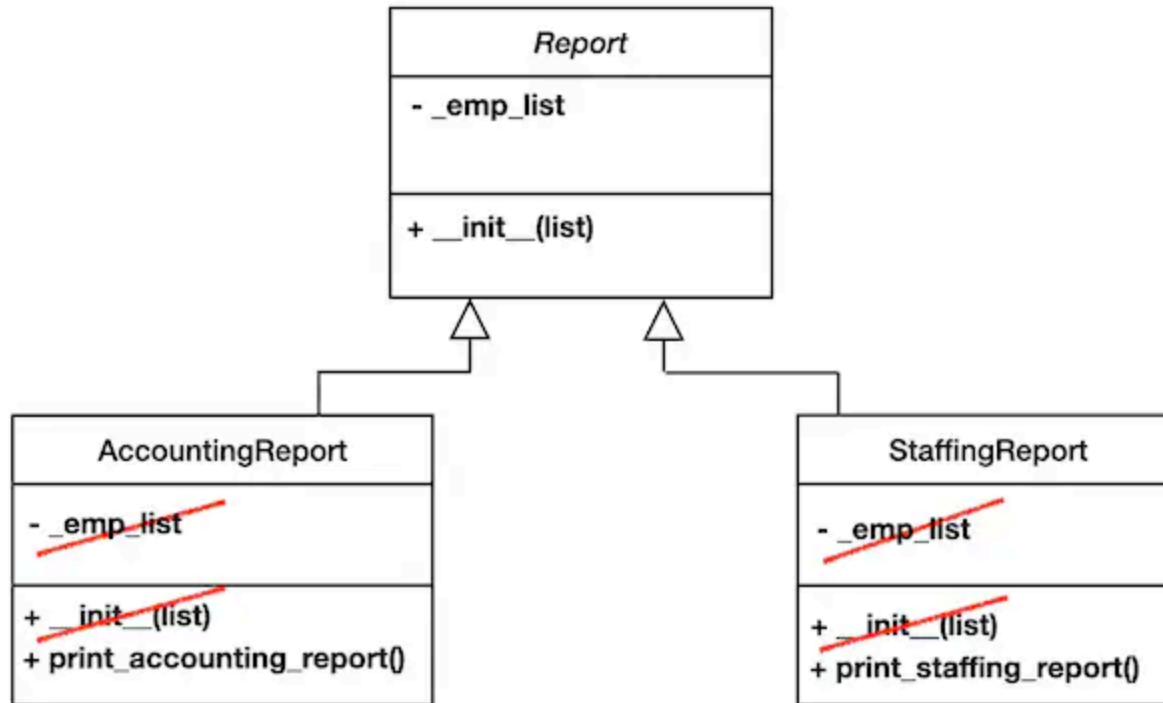 Report
- _emp_list
+ __init__(list)
AccountingReport
- _emp_list
+ __init__(list)
+ print_accounting_report()
StaffingReport
- _emp_list
+ __init__(list)
+ print_staffing_report()